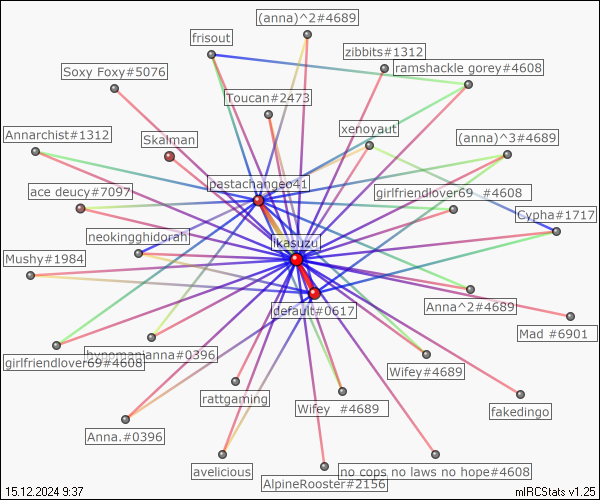 (anna)^2#4689
frisout
zibbits#1312
ramshackle gorey#4608
Soxy Foxy#5076
Toucan#2473
xenoyaut
Annarchist#1312
Skalman
(anna)^3#4689
pastachangeo41
ace deucy#7097
girlfriendlover69 #4608
Cypha#1717
neokingghidorah
ikasuzu
Mushy#1984
default#0617
Anna^2#4689
Mad #6901
hypomanianna#0396
girlfriendlover69#4608
Wifey#4689
rattgaming
Wifey #4689
fakedingo
Anna.#0396
avelicious
AlpineRooster#2156
no cops no laws no hope#4608
15.12.2024 9:37
mIRCStats v1.25